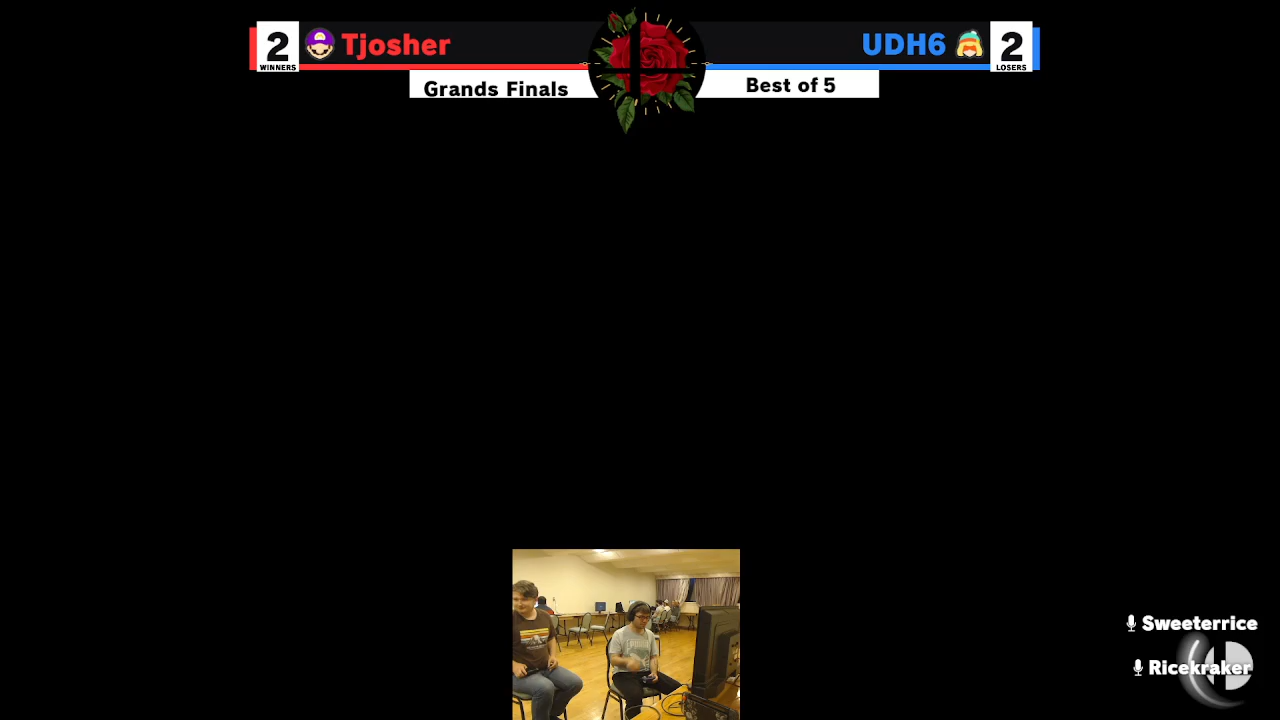 2
WINNERS
Tjosher
UDH6
2
LOSERS
Grands Finals
Best of 5
Sweeterrice
Ricekraker